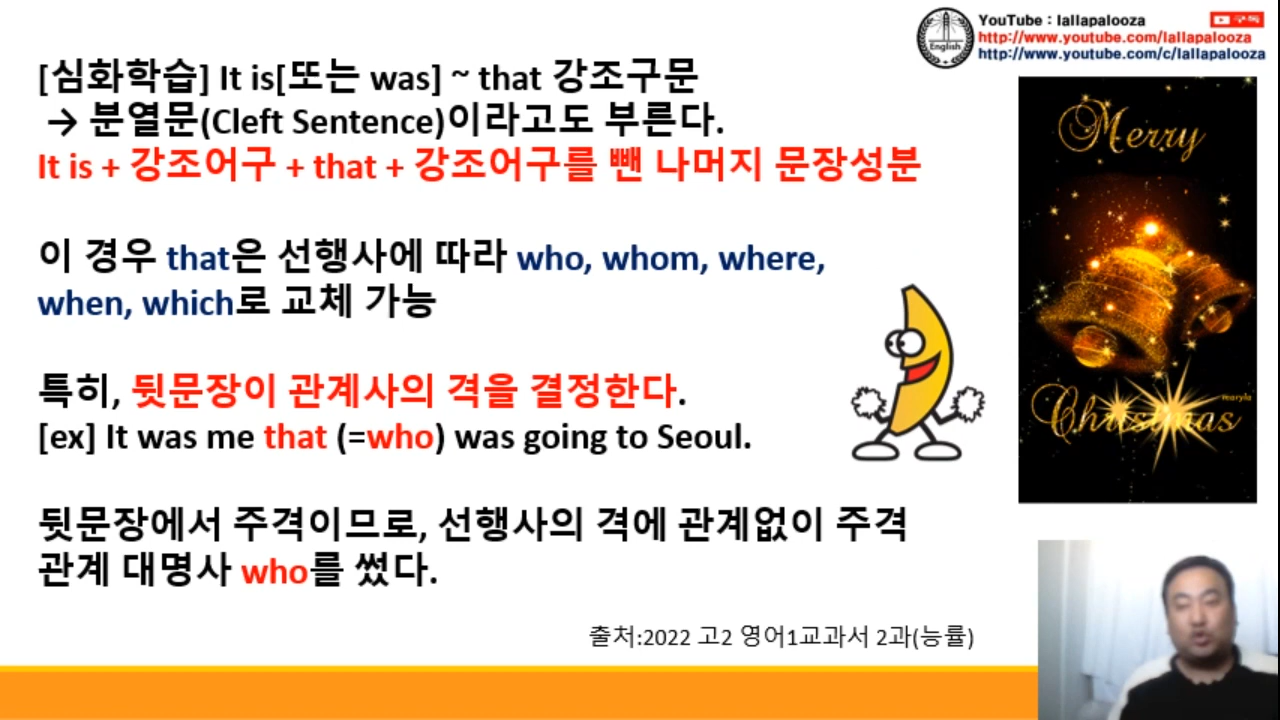 YouTube : lallapalooza
구독
http://www.youtube.com/lallapalooza
http://www.youtube.com/c/lallapalooza
English
[심화학습] It is[또는 was] ~ that 강조구문
→ 분열문(Cleft Sentence)이라고도 부른다.
It is + 강조어구 + that + 강조어구를 뺀 나머지 문장성분
이 경우 that은 선행사에 따라 who, whom, where,
when, which로 교체 가능
특히, 뒷문장이 관계사의 격을 결정한다.
[ex] It was me that (=who) was going to Seoul.
뒷문장에서 주격이므로, 선행사의 격에 관계없이 주격
관계 대명사 who를 썼다.
출처:2022 고2 영어1교과서 2과(능률)
Merry
Christmas
maryla